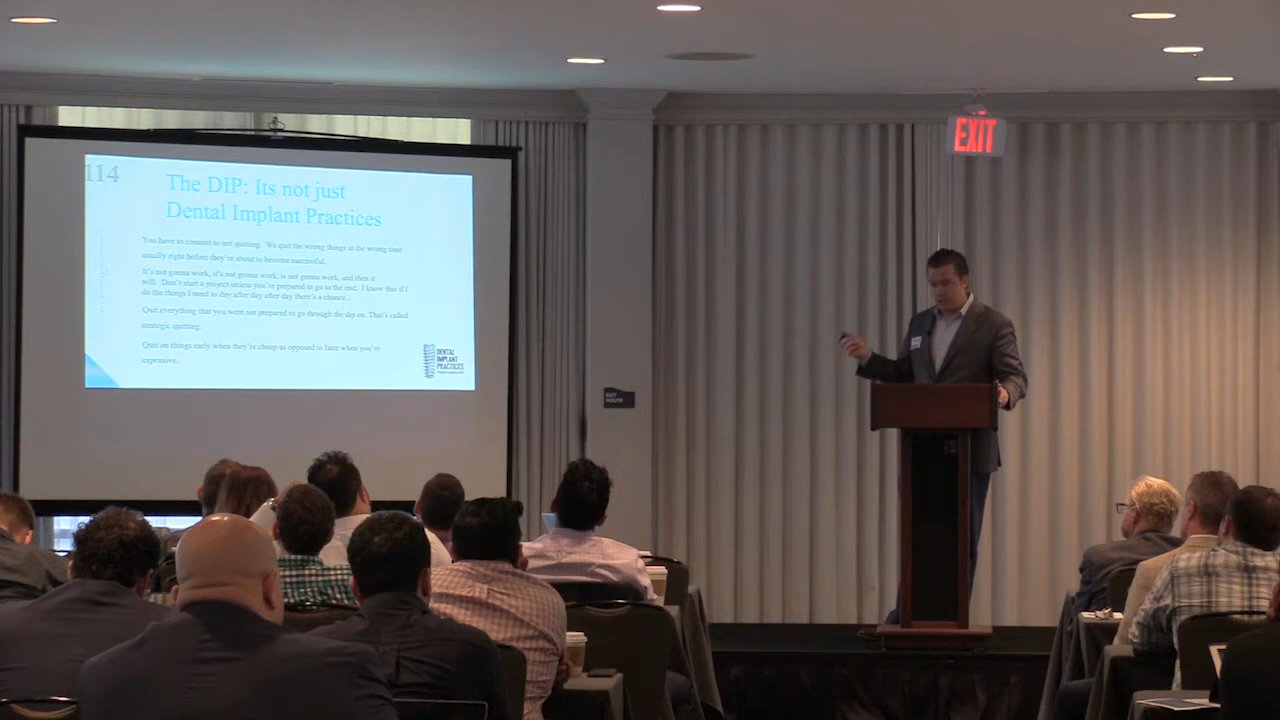 114
The DIP: Its not just
Dental Implant Practices
You have to commit to not quitting. We quit the wrong things at the wrong time
usually right before they're about to become successful.
It's not gonna work, it's not gonna work, is not gonna work, and then it
will. Don't start a project unless you're prepared to go to the end. I know that if I
do the things I need to day after day after day there's a chance.
Quit everything that you were not prepared to go through the dip on. That's called
strategic quitting.
Quit on things early when they're cheap as opposed to later when you're
expensive.
DENTAL
IMPLANT
PRACTICES
EXIT
EXIT
ROUTE